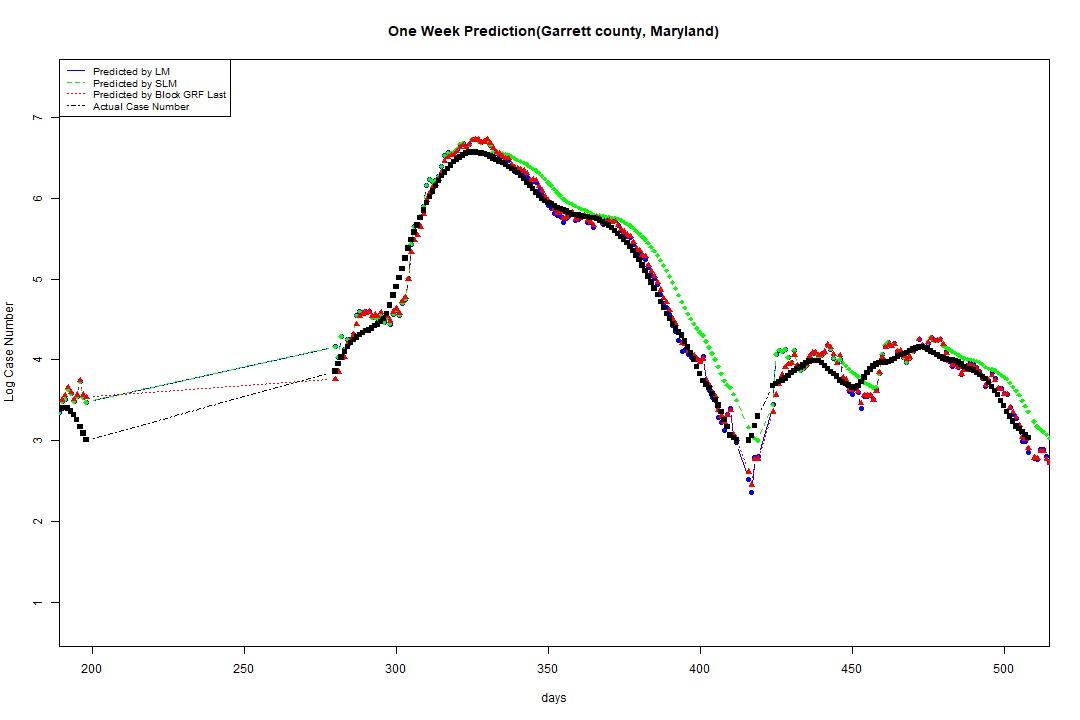 One Week Prediction(Garrett county, Maryland)
Predicted by LM
Predicted by SLM
Predicted by Block GRF Last
Actual Case Number
7
6
5
4
3
2
1
Log Case Number
200 250 300 350 400 450 500
days